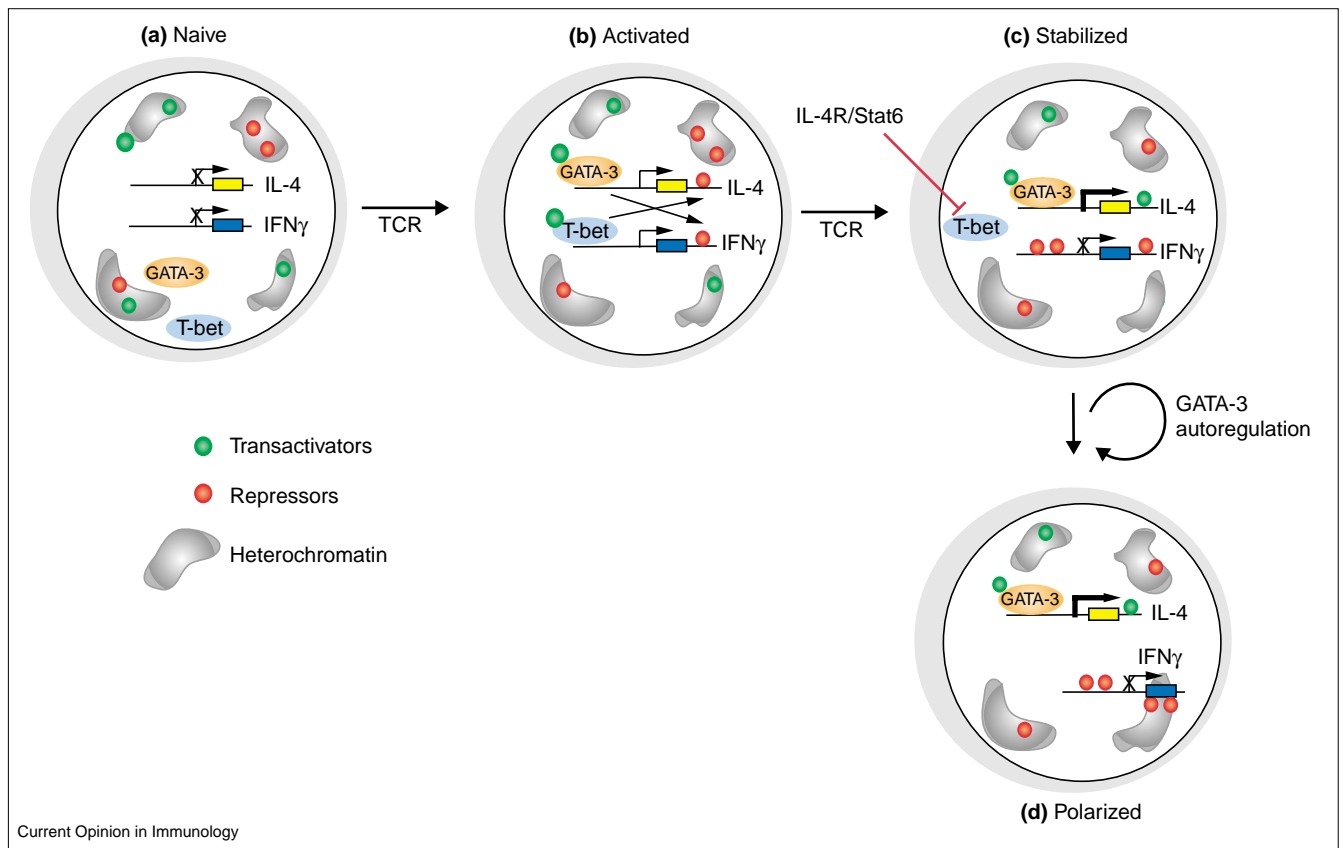 (a) Naive
(b) Activated
(c) Stabilized
IL-4
IFNγ
GATA-3
T-bet
TCR
GATA-3
IL-4
T-bet
IFNγ
IL-4R/Stat6
TCR
GATA-3
IL-4
T-bet
IFNγ
GATA-3
autoregulation
Transactivators
Repressors
Heterochromatin
GATA-3
IL-4
IFNγ
(d) Polarized
Current Opinion in Immunology